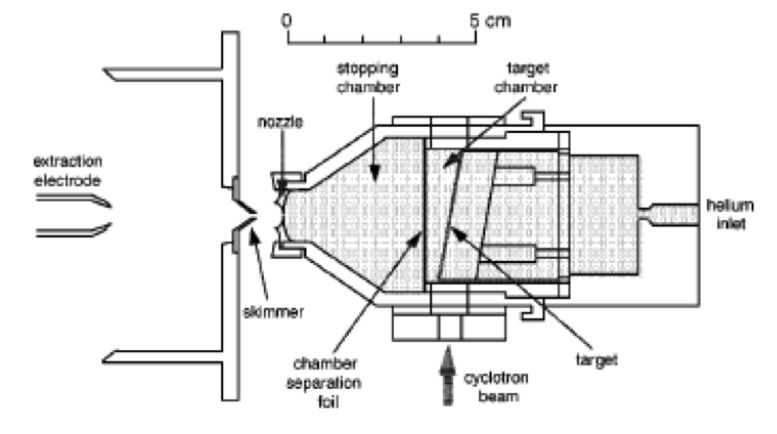 0
5 cm
stopping
chamber
target
chamber
nozzle
extraction
electrode
helium
inlet
skimmer
chamber
separation
foil
target
cyclotron
beam